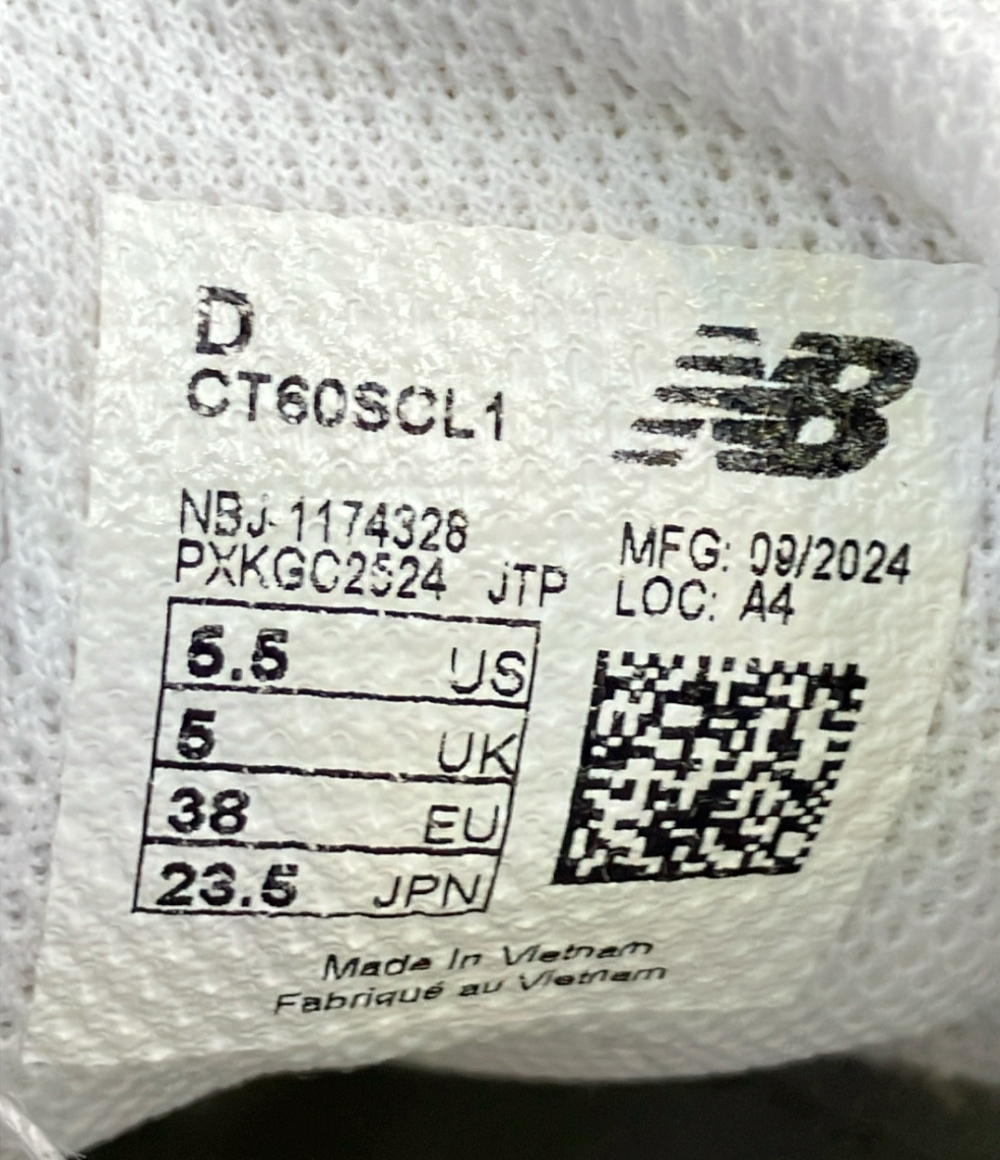 D
CT60SCL1
NB
NBJ-1174328
PXKGC2524 JTP
MFG: 09/2024
LOC: A4
5.5 US
5 UK
38 EU
23.5 JPN
Made In Vietnam
Fabriqué au Vietnam